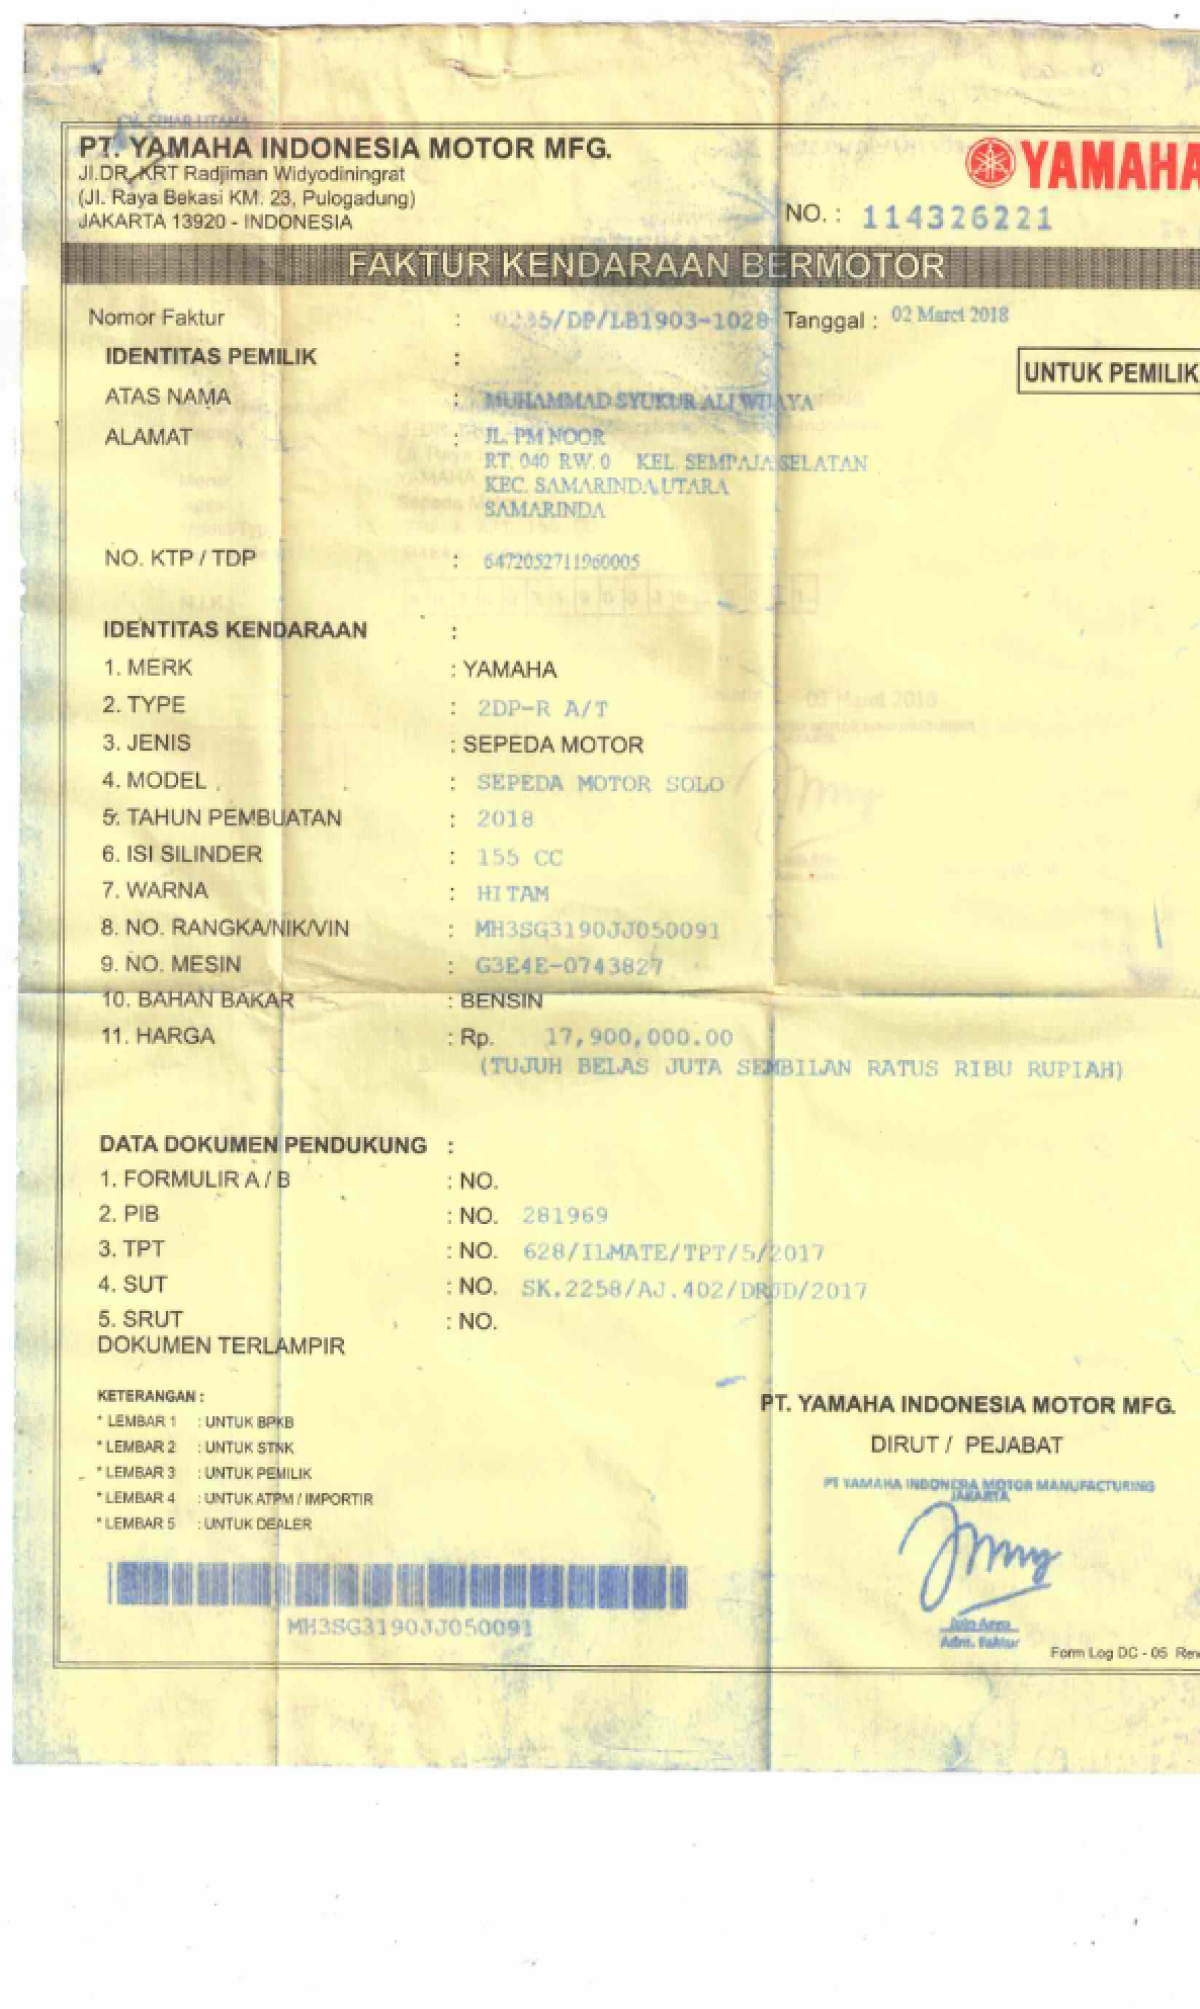 CV. SINAR UTAMA
PT. YAMAHA INDONESIA MOTOR MFG.
Jl.DR. KRT Radjiman Widyodiningrat
(Jl. Raya Bekasi KM. 23, Pulogadung)
JAKARTA 13920 - INDONESIA
YAMAHA
NO. : 114326221
FAKTUR KENDARAAN BERMOTOR
Nomor Faktur : /DP/LB1903-1028 Tanggal : 02 Maret 2018
IDENTITAS PEMILIK :
UNTUK PEMILIK
ATAS NAMA : MUHAMMAD SYUKUR ALI WIJAYA
ALAMAT : JL. PM NOOR
RT. 040 RW. 0 KEL. SEMPAJA SELATAN
KEC. SAMARINDA UTARA
SAMARINDA
NO. KTP / TDP : 6472052711960005
IDENTITAS KENDARAAN :
1. MERK : YAMAHA
2. TYPE : 2DP-R A/T
3. JENIS : SEPEDA MOTOR
4. MODEL : SEPEDA MOTOR SOLO
5. TAHUN PEMBUATAN : 2018
6. ISI SILINDER : 155 CC
7. WARNA : HITAM
8. NO. RANGKA/NIK/VIN : MH3SG3190JJ050091
9. NO. MESIN : G3E4E-0743827
10. BAHAN BAKAR : BENSIN
11. HARGA : Rp. 17,900,000.00
(TUJUH BELAS JUTA SEMBILAN RATUS RIBU RUPIAH)
DATA DOKUMEN PENDUKUNG :
1. FORMULIR A / B : NO.
2. PIB : NO. 281969
3. TPT : NO. 628/ILMATE/TPT/5/2017
4. SUT : NO. SK.2258/AJ.402/DRJD/2017
5. SRUT : NO.
DOKUMEN TERLAMPIR
KETERANGAN :
* LEMBAR 1 : UNTUK BPKB
* LEMBAR 2 : UNTUK STNK
* LEMBAR 3 : UNTUK PEMILIK
* LEMBAR 4 : UNTUK ATPM / IMPORTIR
* LEMBAR 5 : UNTUK DEALER
PT. YAMAHA INDONESIA MOTOR MFG.
DIRUT / PEJABAT
PT YAMAHA INDONESIA MOTOR MANUFACTURING
JAKARTA
Adm. Faktur
MH3SG3190JJ050091
Form Log DC - 05 Rev